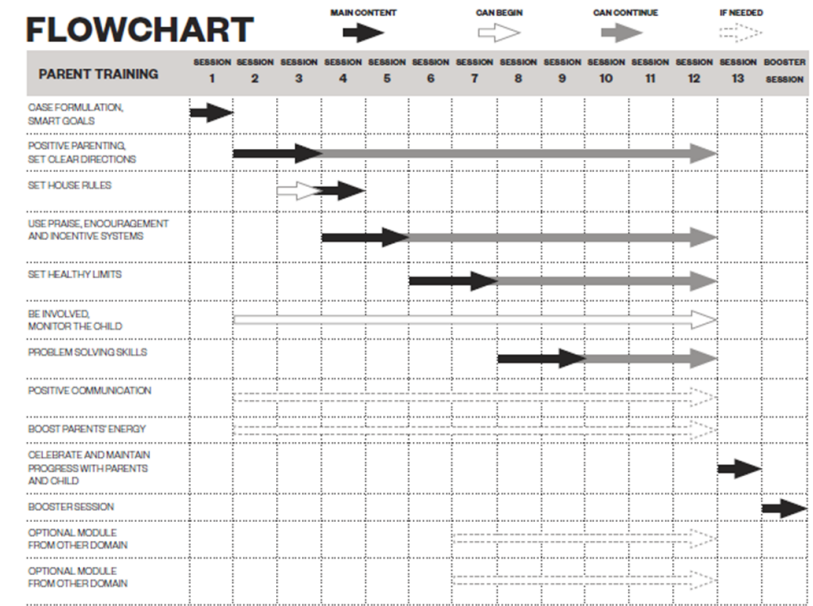 FLOWCHART
MAIN CONTENT
CAN BEGIN
CAN CONTINUE
IF NEEDED
PARENT TRAINING
SESSION 1
SESSION 2
SESSION 3
SESSION 4
SESSION 5
SESSION 6
SESSION 7
SESSION 8
SESSION 9
SESSION 10
SESSION 11
SESSION 12
SESSION 13
BOOSTER SESSION
CASE FORMULATION,
SMART GOALS
POSITIVE PARENTING,
SET CLEAR DIRECTIONS
SET HOUSE RULES
USE PRAISE, ENCOURAGEMENT
AND INCENTIVE SYSTEMS
SET HEALTHY LIMITS
BE INVOLVED,
MONITOR THE CHILD
PROBLEM SOLVING SKILLS
POSITIVE COMMUNICATION
BOOST PARENTS' ENERGY
CELEBRATE AND MAINTAIN
PROGRESS WITH PARENTS
AND CHILD
BOOSTER SESSION
OPTIONAL MODULE
FROM OTHER DOMAIN
OPTIONAL MODULE
FROM OTHER DOMAIN